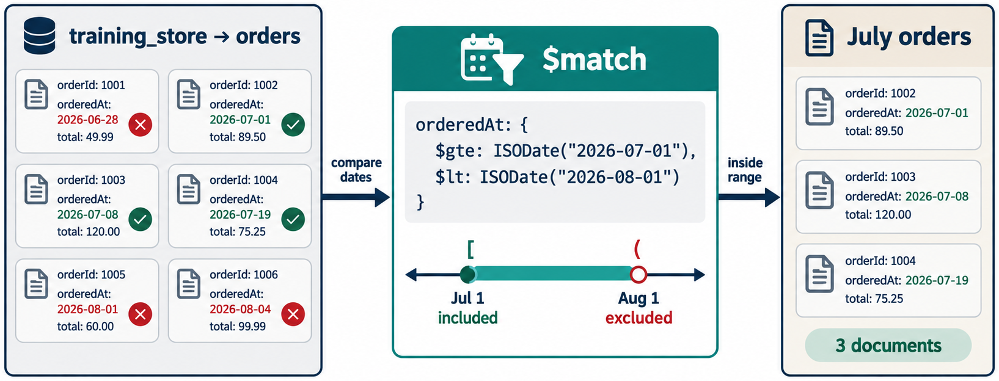 training_store → orders
orderId: 1001
orderedAt:
2026-06-28
total: 49.99
orderId: 1002
orderedAt:
2026-07-01
total: 89.50
orderId: 1003
orderedAt:
2026-07-08
total: 120.00
orderId: 1004
orderedAt:
2026-07-19
total: 75.25
orderId: 1005
orderedAt:
2026-08-01
total: 60.00
orderId: 1006
orderedAt:
2026-08-04
total: 99.99
compare
dates
$match
orderedAt: {
$gte: ISODate("2026-07-01"),
$lt: ISODate("2026-08-01")
}
[
(
Jul 1
included
Aug 1
excluded
inside
range
July orders
orderId: 1002
orderedAt: 2026-07-01
total: 89.50
orderId: 1003
orderedAt: 2026-07-08
total: 120.00
orderId: 1004
orderedAt: 2026-07-19
total: 75.25
3 documents